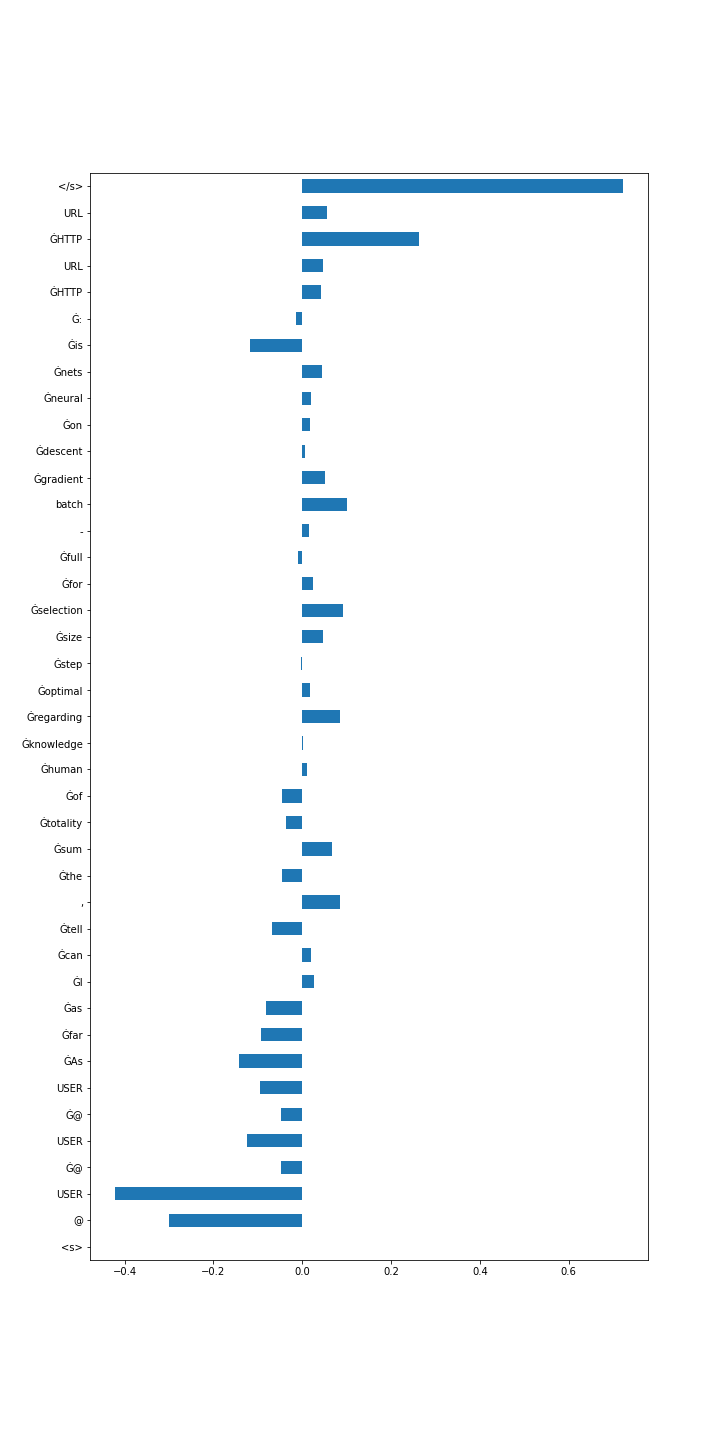 </s>
URL
ĠHTTP
URL
ĠHTTP
Ġ:
Ġis
Ġnets
Ġneural
Ġon
Ġdescent
Ġgradient
batch
-
Ġfull
Ġfor
Ġselection
Ġsize
Ġstep
Ġoptimal
Ġregarding
Ġknowledge
Ġhuman
Ġof
Ġtotality
Ġsum
Ġthe
,
Ġtell
Ġcan
ĠI
Ġas
Ġfar
ĠAs
USER
Ġ@
USER
Ġ@
USER
@
<s>
−0.4 −0.2 0.0 0.2 0.4 0.6